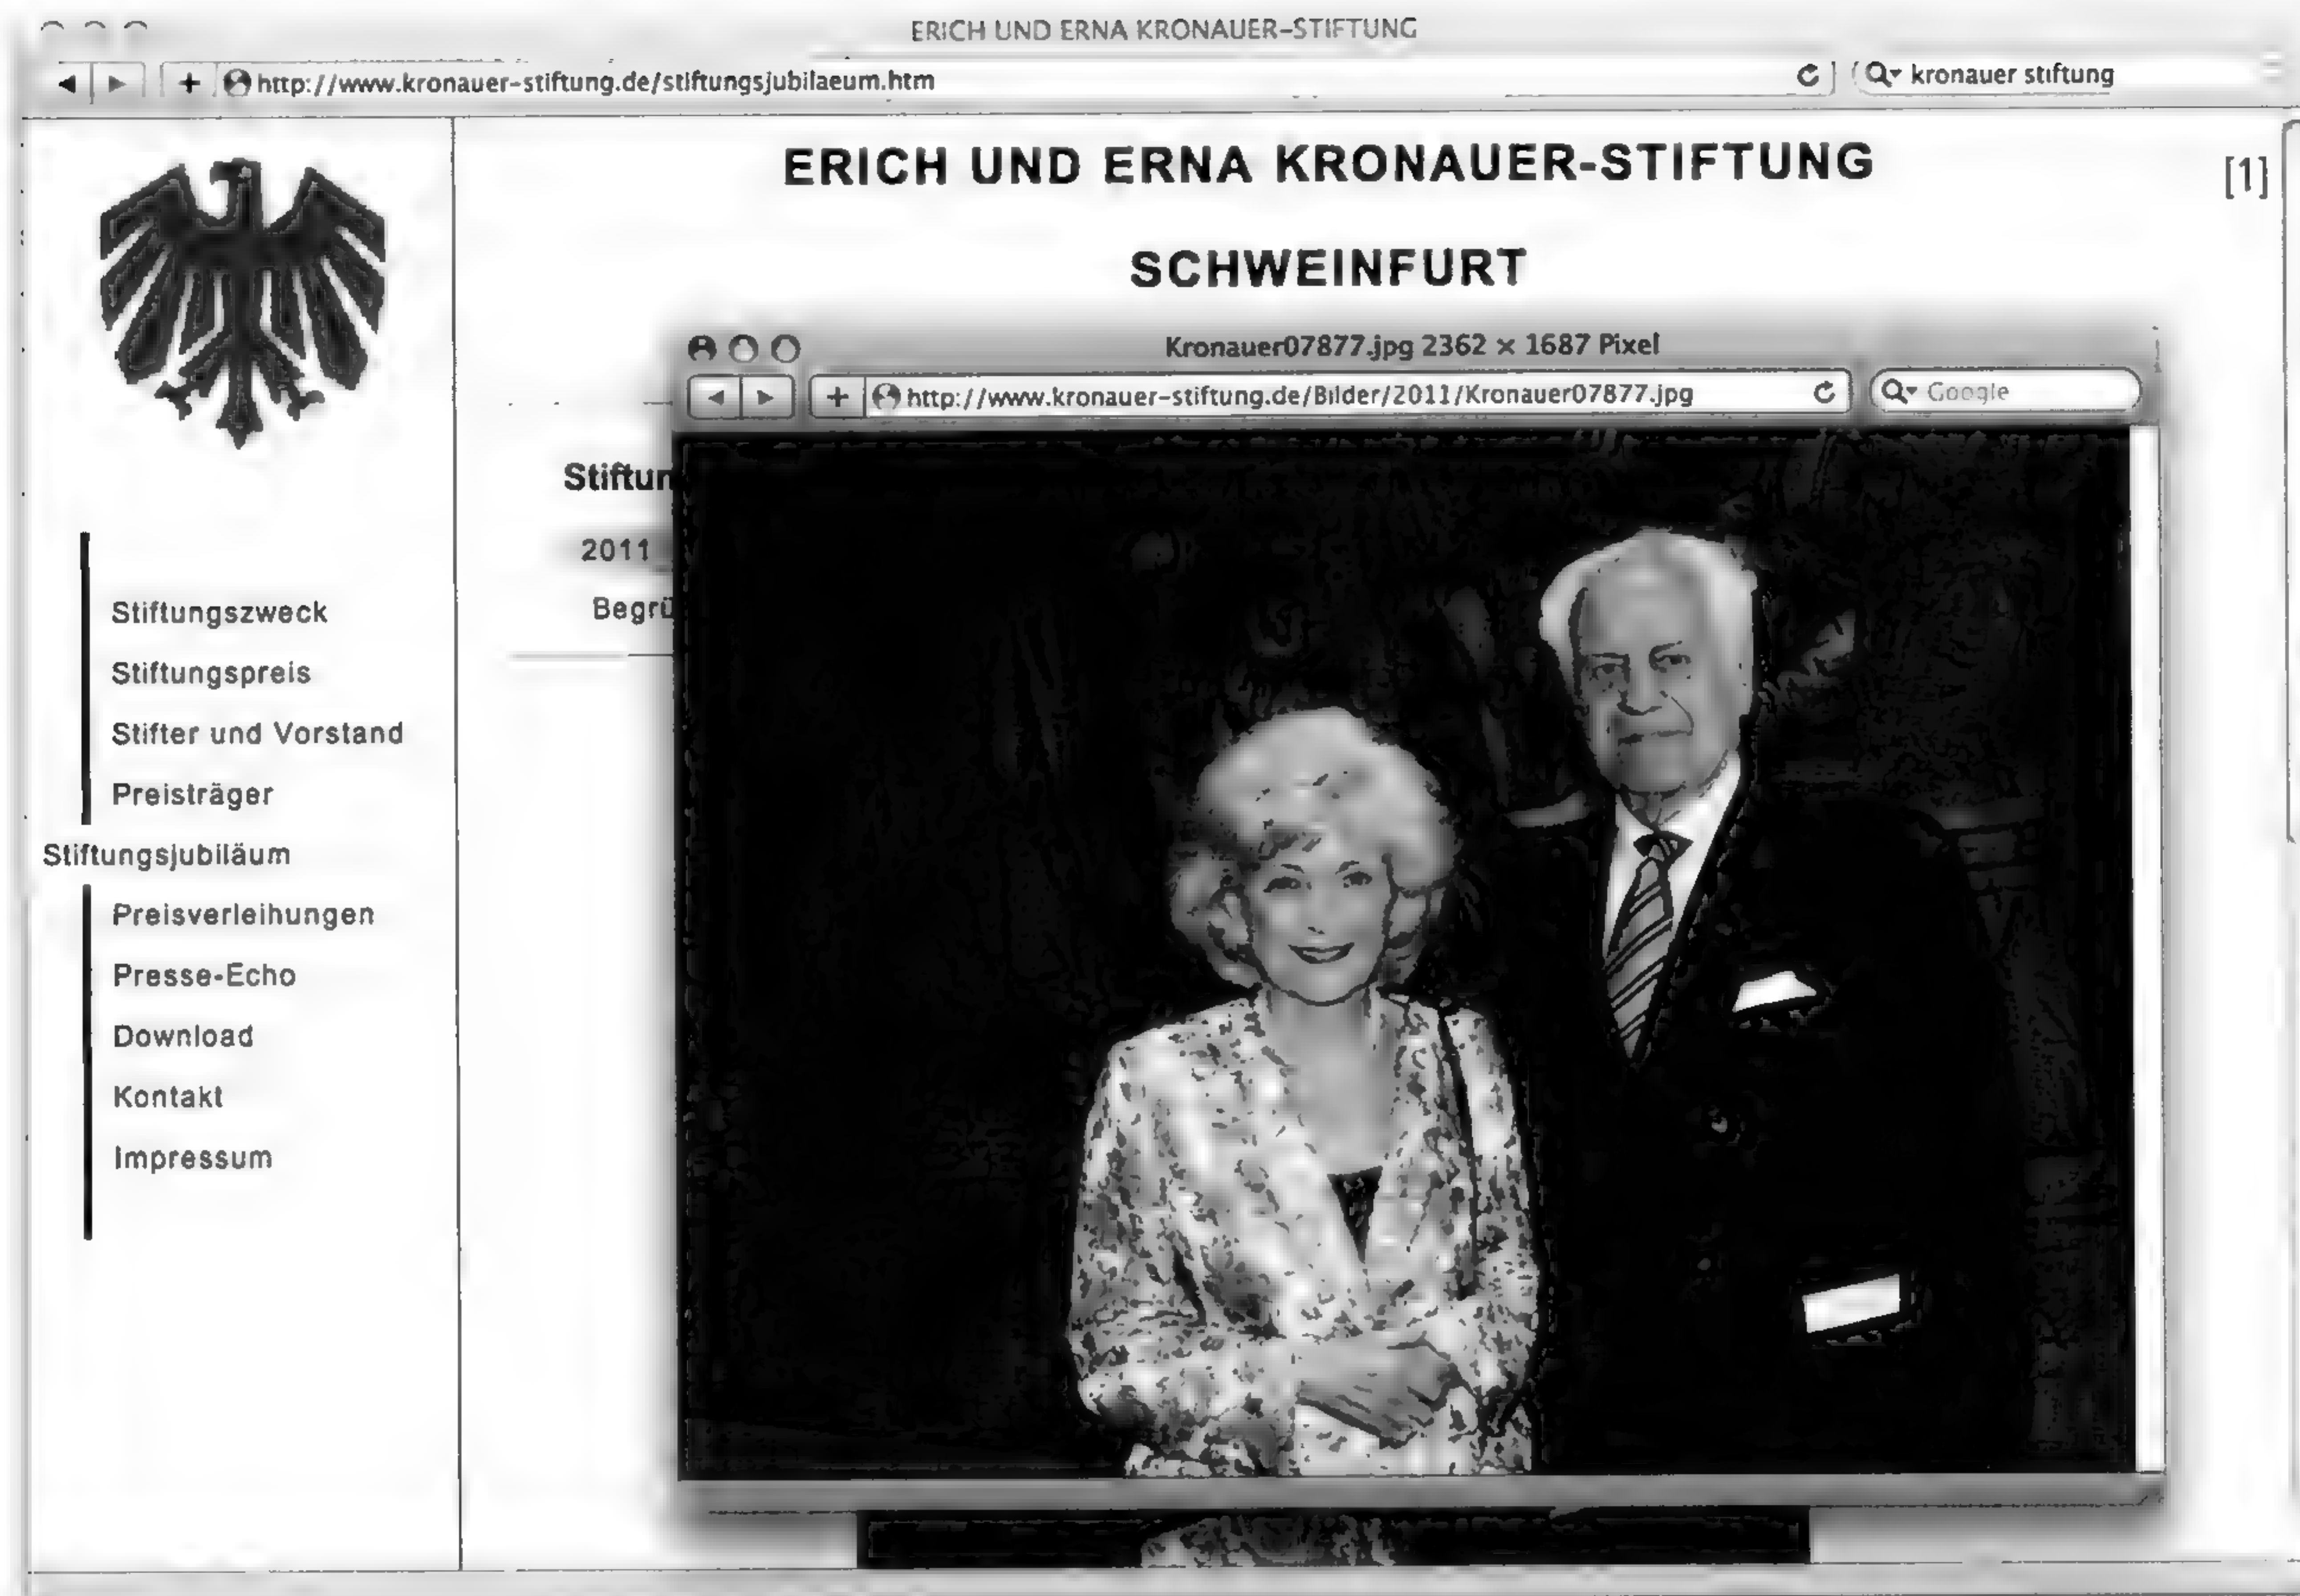 ERICH UND ERNA KRONAUER-STIFTUNG
http://www.kronauer-stiftung.de/stiftungsjubilaeum.htm
kronauer stiftung
ERICH UND ERNA KRONAUER-STIFTUNG
[1]
SCHWEINFURT
Kronauer07877.jpg 2362 × 1687 Pixel
http://www.kronauer-stiftung.de/Bilder/2011/Kronauer07877.jpg
Google
Stiftun
2011
Begrü
Stiftungszweck
Stiftungspreis
Stifter und Vorstand
Preisträger
Stiftungsjubiläum
Preisverleihungen
Presse-Echo
Download
Kontakt
Impressum